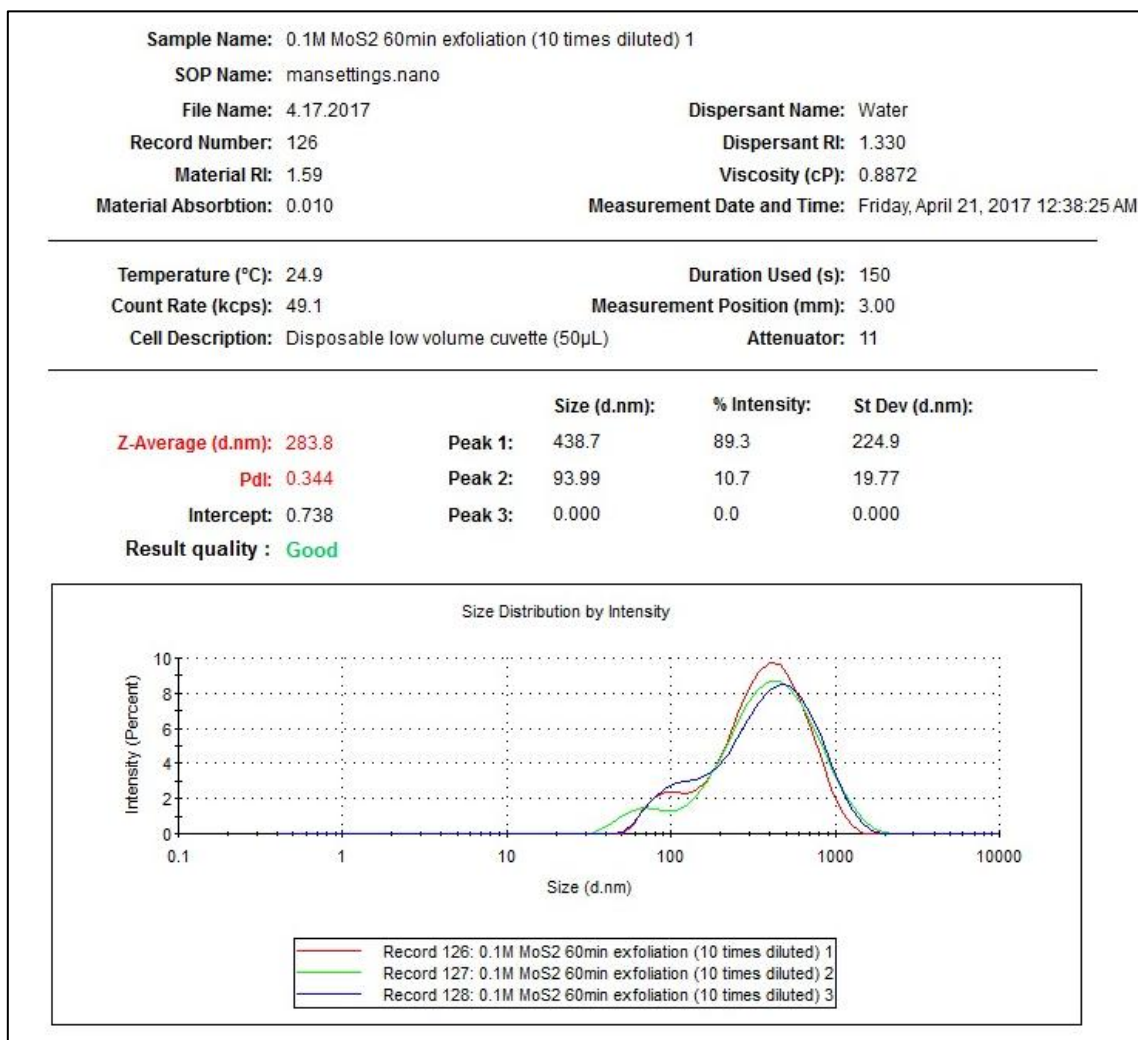 Sample Name: 0.1M MoS2 60min exfoliation (10 times diluted) 1
SOP Name: mansettings.nano
File Name: 4.17.2017 Dispersant Name: Water
Record Number: 126 Dispersant RI: 1.330
Material RI: 1.59 Viscosity (cP): 0.8872
Material Absorbtion: 0.010 Measurement Date and Time: Friday, April 21, 2017 12:38:25 AM
Temperature (°C): 24.9 Duration Used (s): 150
Count Rate (kcps): 49.1 Measurement Position (mm): 3.00
Cell Description: Disposable low volume cuvette (50µL) Attenuator: 11
Size (d.nm): % Intensity: St Dev (d.nm):
Z-Average (d.nm): 283.8 Peak 1: 438.7 89.3 224.9
PdI: 0.344 Peak 2: 93.99 10.7 19.77
Intercept: 0.738 Peak 3: 0.000 0.0 0.000
Result quality : Good
Size Distribution by Intensity
Intensity (Percent)
10
8
6
4
2
0
0.1 1 10 100 1000 10000
Size (d.nm)
Record 126: 0.1M MoS2 60min exfoliation (10 times diluted) 1
Record 127: 0.1M MoS2 60min exfoliation (10 times diluted) 2
Record 128: 0.1M MoS2 60min exfoliation (10 times diluted) 3